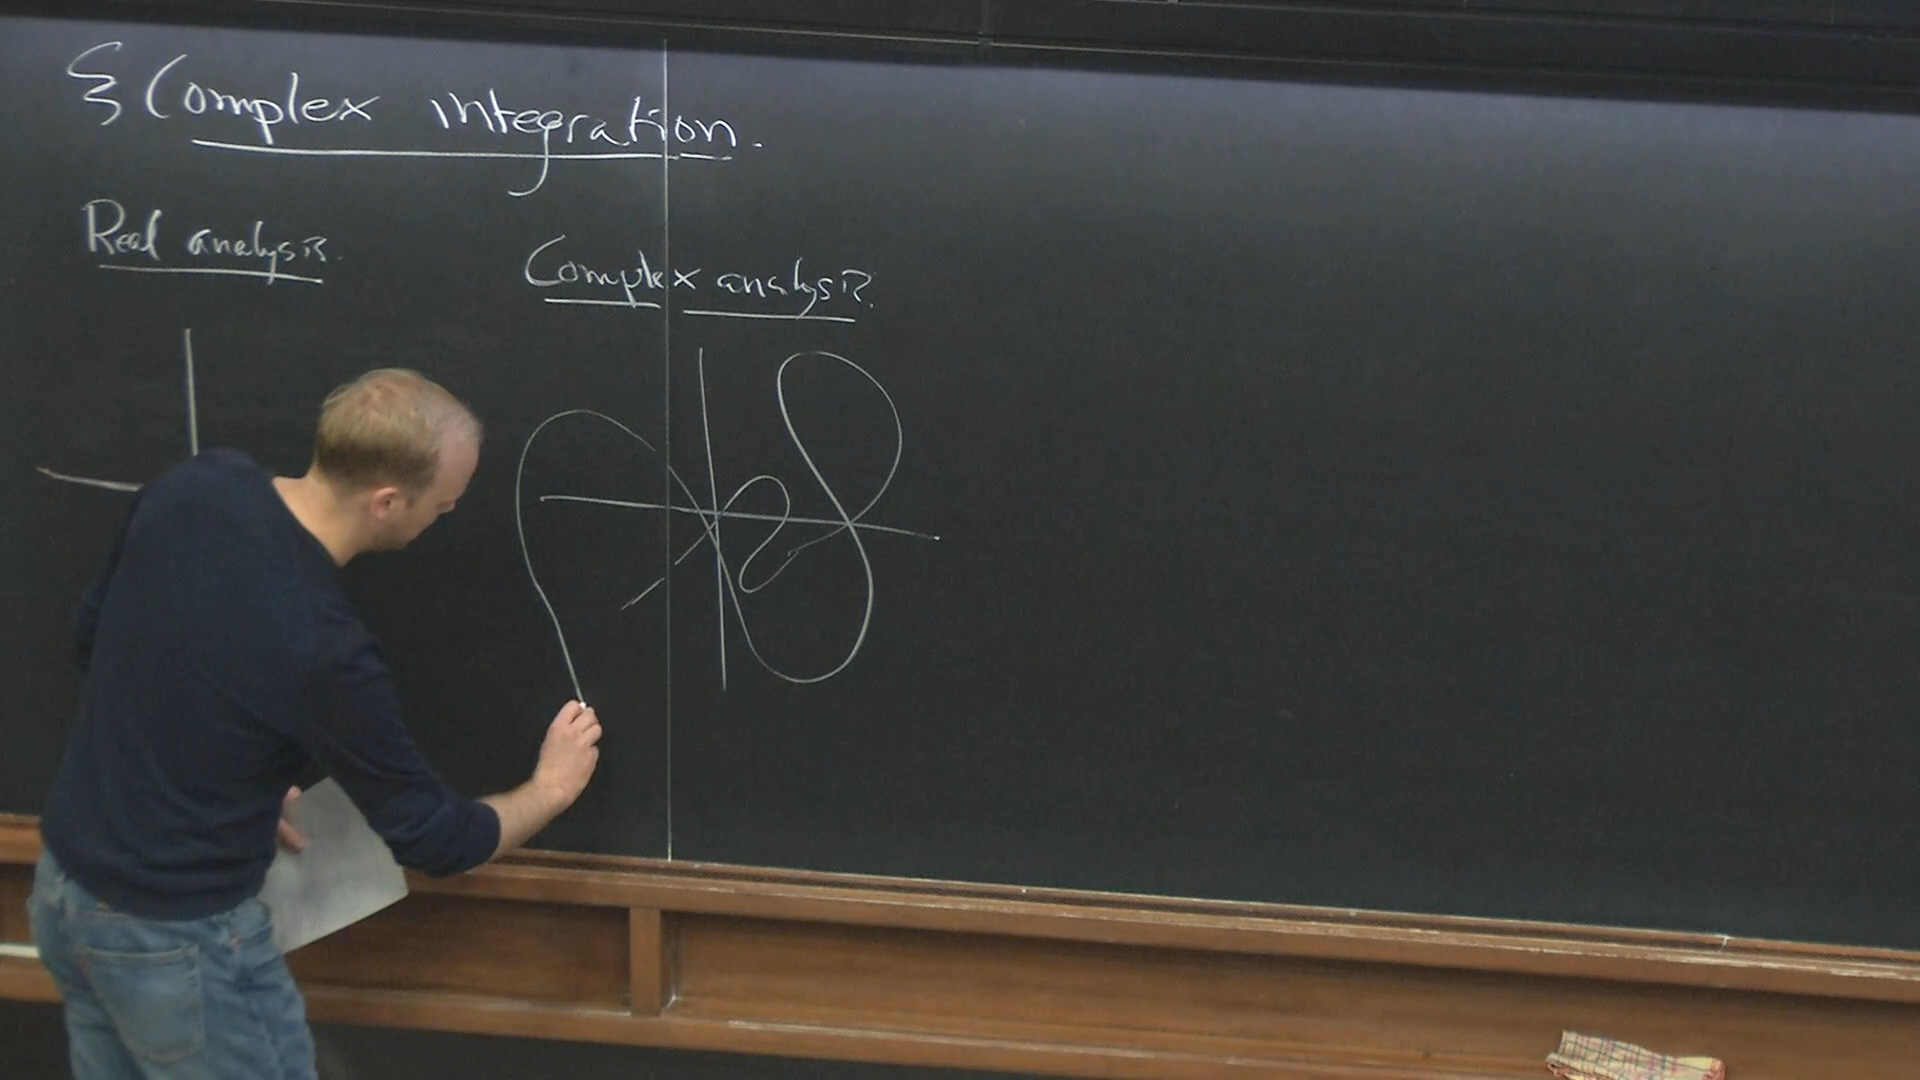 § Complex integration.
Real analysis.
Complex analysis.